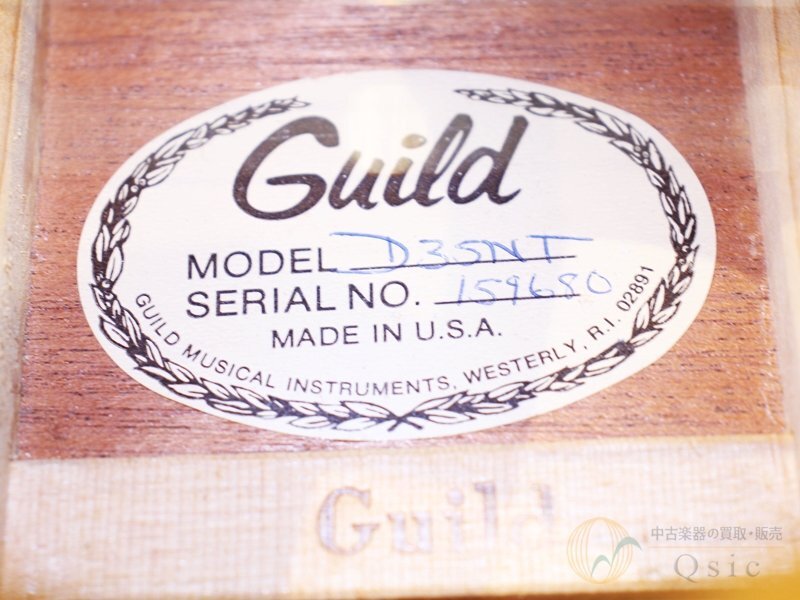 Guild
MODEL D35NT
SERIAL NO. 159680
MADE IN U.S.A.
GUILD MUSICAL INSTRUMENTS, WESTERLY, R.I. 02891
Guild
中古楽器の買取・販売
Qsic